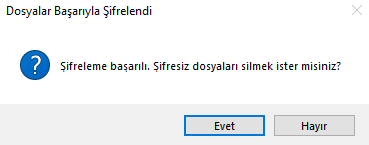 Dosyalar Başarıyla Şifrelendi
Şifreleme başarılı. Şifresiz dosyaları silmek ister misiniz?
Evet
Hayır